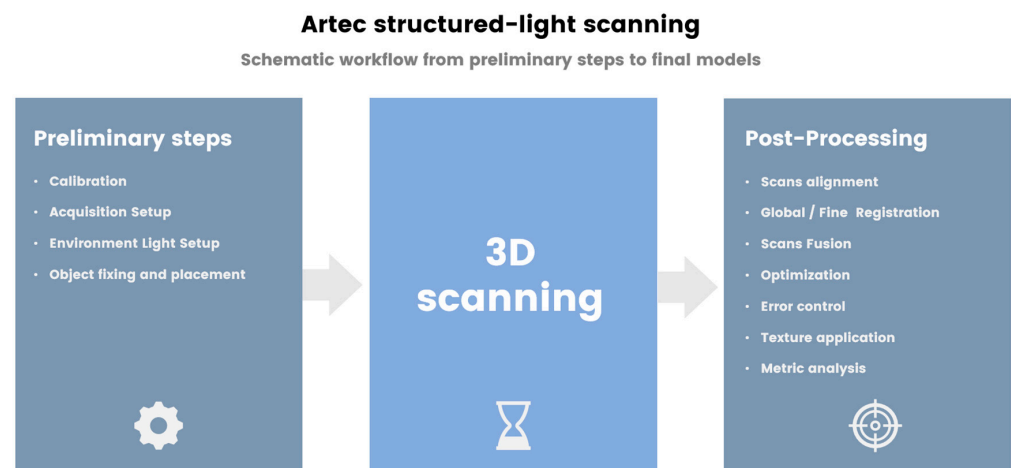 Artec structured-light scanning
Schematic workflow from preliminary steps to final models
Preliminary steps
• Calibration
• Acquisition Setup
• Environment Light Setup
• Object fixing and placement
3D
scanning
Post-Processing
• Scans alignment
• Global / Fine Registration
• Scans Fusion
• Optimization
• Error control
• Texture application
• Metric analysis